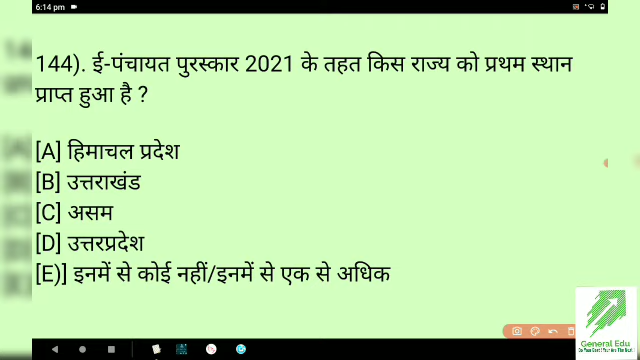 6:14 pm
144). ई-पंचायत पुरस्कार 2021 के तहत किस राज्य को प्रथम स्थान
प्राप्त हुआ है ?
[A] हिमाचल प्रदेश
[B] उत्तराखंड
[C] असम
[D] उत्तरप्रदेश
[E)] इनमें से कोई नहीं/इनमें से एक से अधिक
General Edu